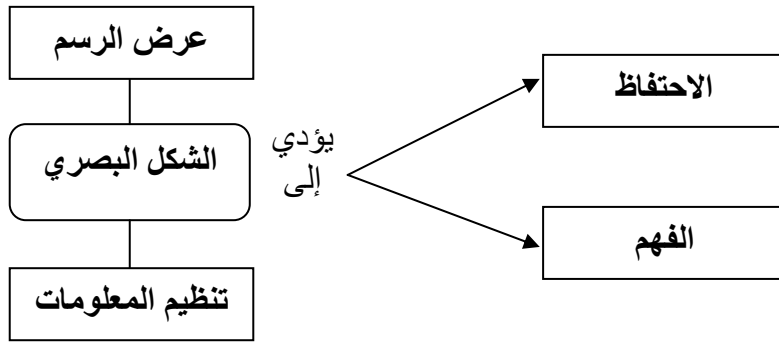 عرض الرسم
الشكل البصري
تنظيم المعلومات
يؤدي
إلى
الاحتفاظ
الفهم